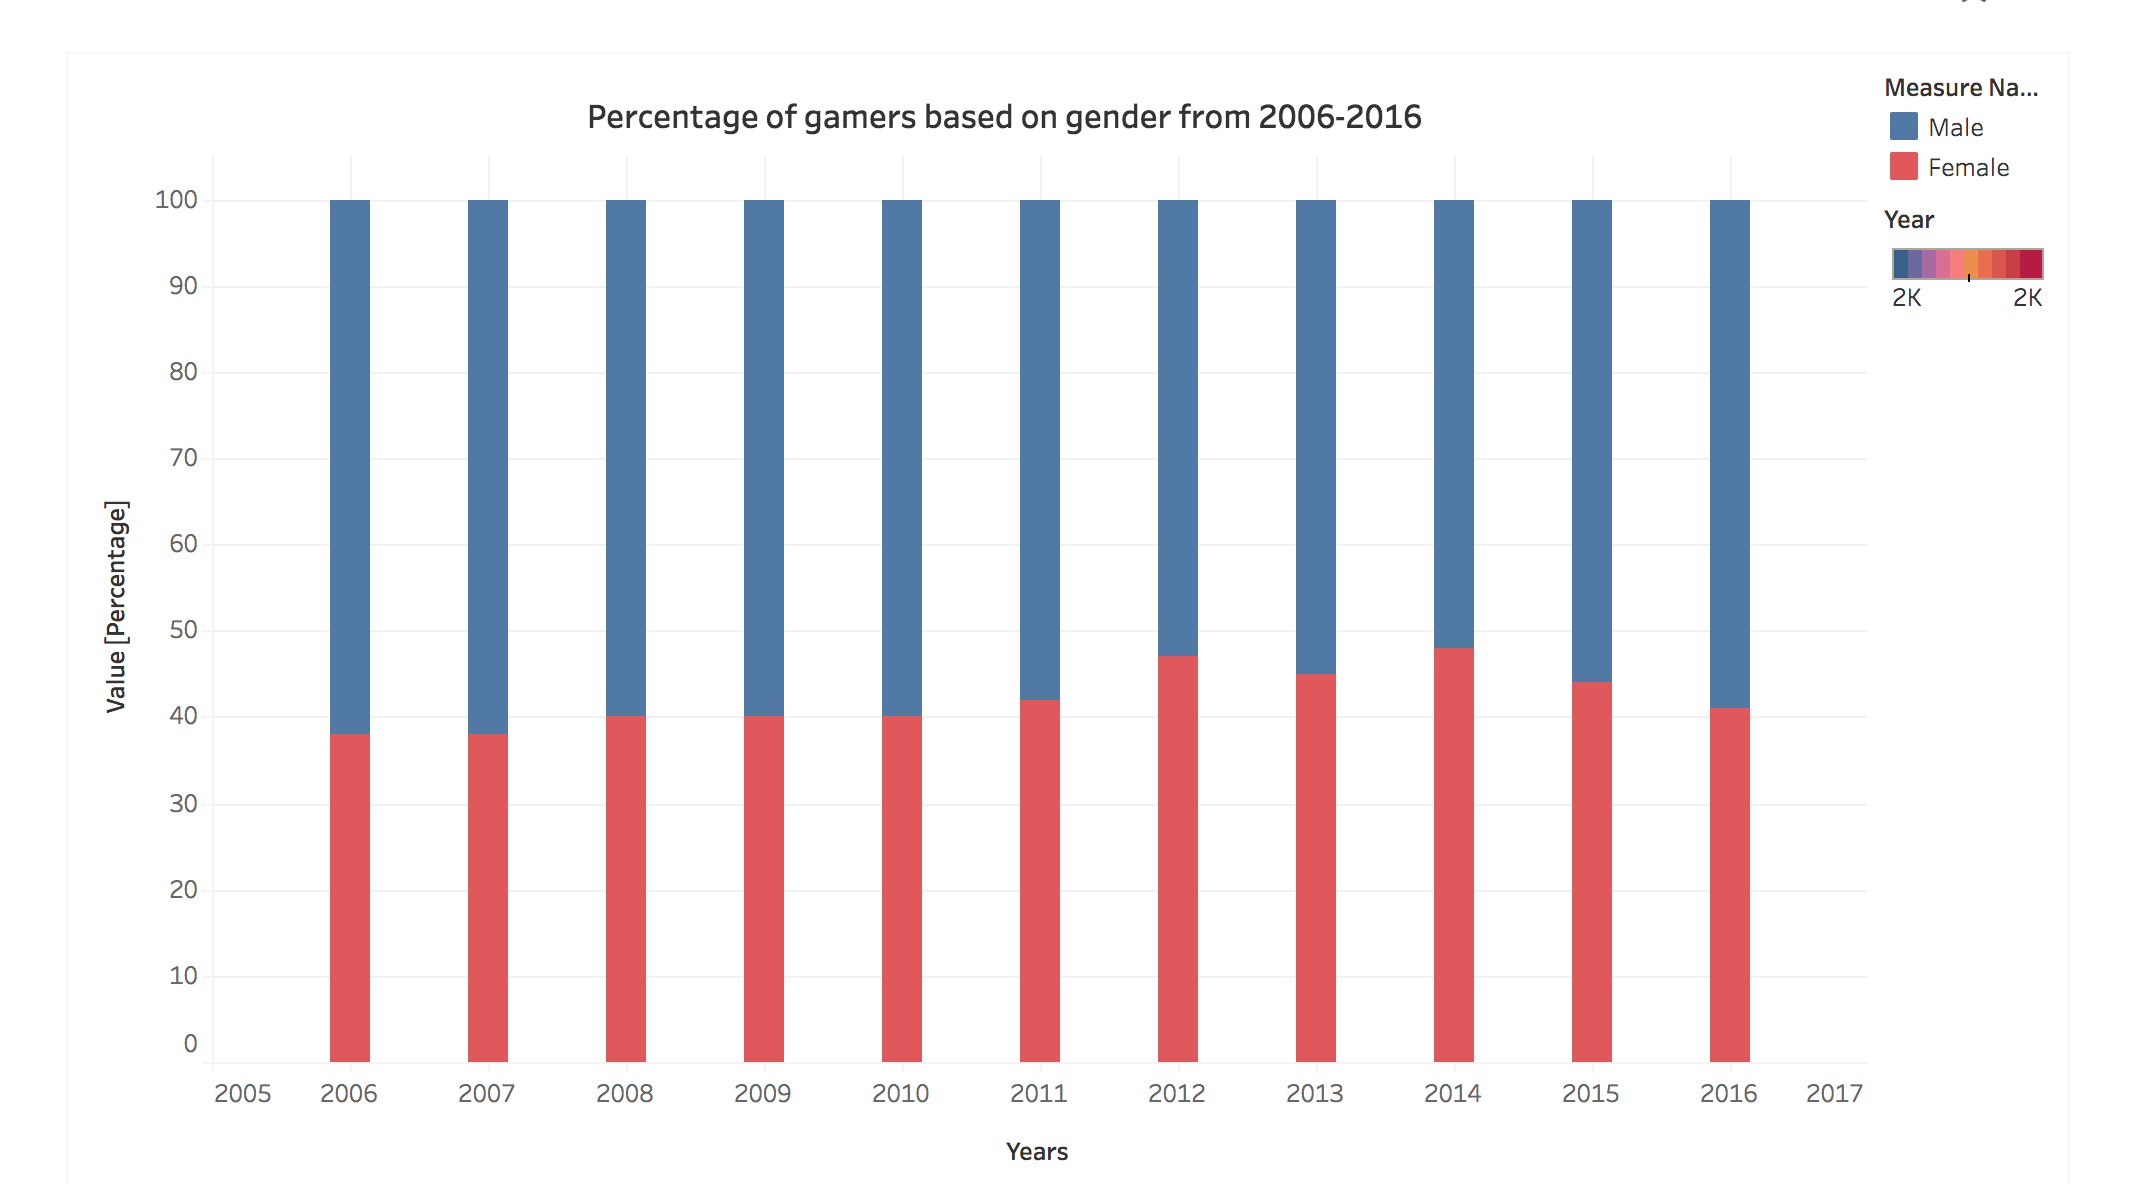 Percentage of gamers based on gender from 2006-2016
Measure Na...
Male
Female
Year
2K 2K
Value [Percentage]
100
90
80
70
60
50
40
30
20
10
0
2005 2006 2007 2008 2009 2010 2011 2012 2013 2014 2015 2016 2017
Years